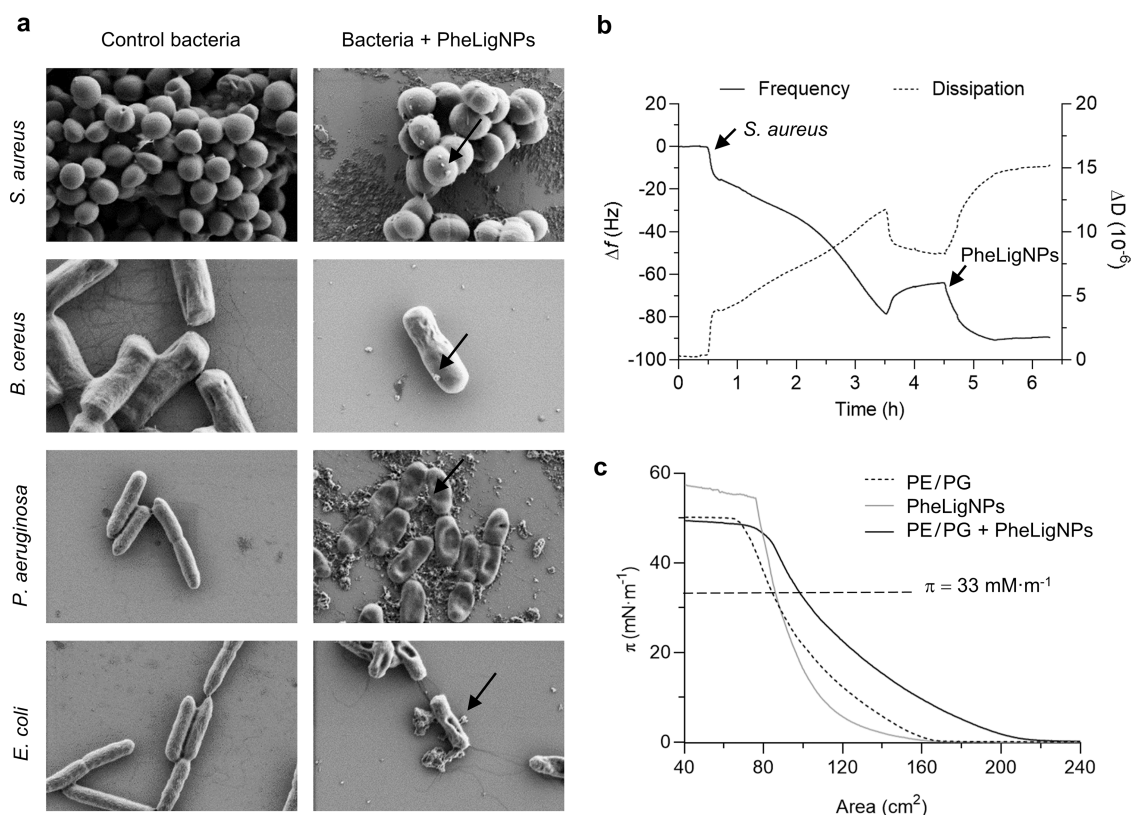 a
Control bacteria
Bacteria + PheLigNPs
S. aureus
B. cereus
P. aeruginosa
E. coli
b
Frequency
Dissipation
S. aureus
PheLigNPs
20
0
-20
-40
-60
-80
-100
Δf (Hz)
20
15
10
5
0
ΔD (10-6)
0
1
2
3
4
5
6
Time (h)
c
PE/PG
PheLigNPs
PE/PG + PheLigNPs
π = 33 mM·m-1
60
40
20
0
π (mN·m-1)
40
80
120
160
200
240
Area (cm2)